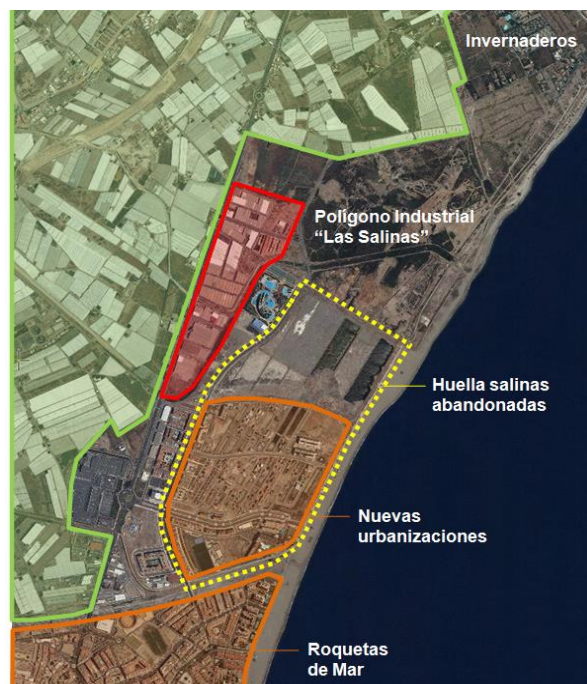 Invernaderos
Polígono Industrial
“Las Salinas”
Huella salinas
abandonadas
Nuevas
urbanizaciones
Roquetas
de Mar